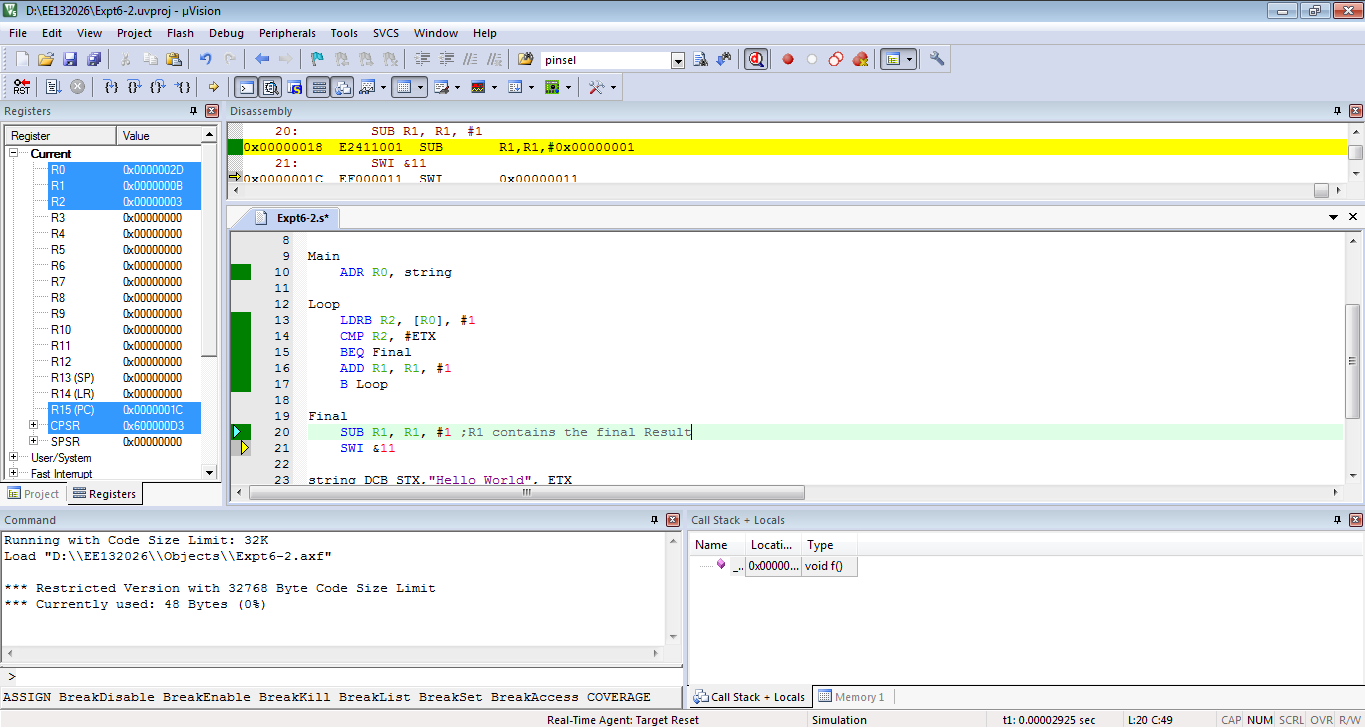 D:\EE132026\Expt6-2.uvproj - µVision
File Edit View Project Flash Debug Peripherals Tools SVCS Window Help
pinsel
RST
Registers
Register Value
Current
R0 0x0000002D
R1 0x0000000B
R2 0x00000003
R3 0x00000000
R4 0x00000000
R5 0x00000000
R6 0x00000000
R7 0x00000000
R8 0x00000000
R9 0x00000000
R10 0x00000000
R11 0x00000000
R12 0x00000000
R13 (SP) 0x00000000
R14 (LR) 0x00000000
R15 (PC) 0x0000001C
CPSR 0x600000D3
SPSR 0x00000000
User/System
Fast Interrupt
Project Registers
Disassembly
20: SUB R1, R1, #1
0x00000018 E2411001 SUB R1,R1,#0x00000001
21: SWI &11
0x0000001C EF000011 SWI 0x00000011
Expt6-2.s*
8
9 Main
10 ADR R0, string
11
12 Loop
13 LDRB R2, [R0], #1
14 CMP R2, #ETX
15 BEQ Final
16 ADD R1, R1, #1
17 B Loop
18
19 Final
20 SUB R1, R1, #1 ;R1 contains the final Result
21 SWI &11
22
23 string DCB STX,"Hello World", ETX
Command
Running with Code Size Limit: 32K
Load "D:\\EE132026\\Objects\\Expt6-2.axf"
*** Restricted Version with 32768 Byte Code Size Limit
*** Currently used: 48 Bytes (0%)
>
ASSIGN BreakDisable BreakEnable BreakKill BreakList BreakSet BreakAccess COVERAGE
Call Stack + Locals
Name Locati... Type
_.. 0x00000... void f()
Call Stack + Locals Memory 1
Real-Time Agent: Target Reset Simulation t1: 0.00002925 sec L:20 C:49 CAP NUM SCRL OVR R/W